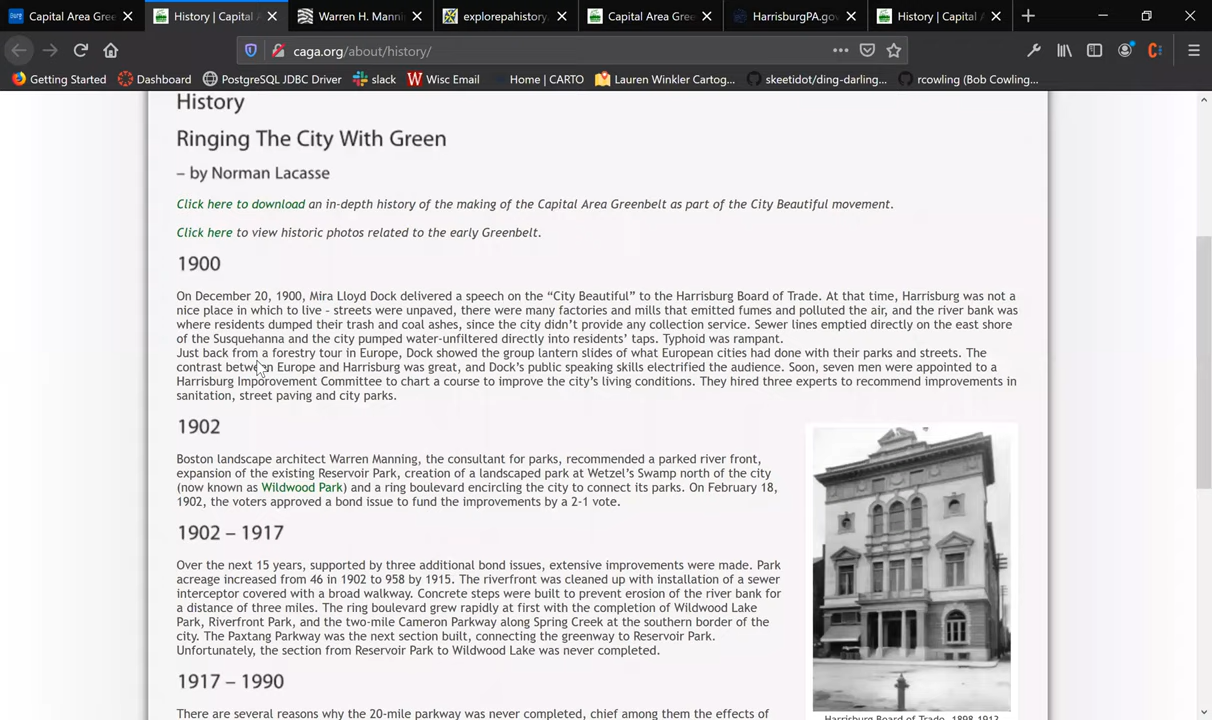 Capital Area Gree
History | Capital A
Warren H. Manni
explorepahistory.
Capital Area Gree
HarrisburgPA.gov
History | Capital A
caga.org/about/history/
Getting Started
Dashboard
PostgreSQL JDBC Driver
slack
Wisc Email
Home | CARTO
Lauren Winkler Cartog...
skeetidot/ding-darling...
rcowling (Bob Cowling...
History
Ringing The City With Green
– by Norman Lacasse
Click here to download an in-depth history of the making of the Capital Area Greenbelt as part of the City Beautiful movement.
Click here to view historic photos related to the early Greenbelt.
1900
On December 20, 1900, Mira Lloyd Dock delivered a speech on the “City Beautiful” to the Harrisburg Board of Trade. At that time, Harrisburg was not a
nice place in which to live – streets were unpaved, there were many factories and mills that emitted fumes and polluted the air, and the river bank was
where residents dumped their trash and coal ashes, since the city didn’t provide any collection service. Sewer lines emptied directly on the east shore
of the Susquehanna and the city pumped water-unfiltered directly into residents’ taps. Typhoid was rampant.
Just back from a forestry tour in Europe, Dock showed the group lantern slides of what European cities had done with their parks and streets. The
contrast between Europe and Harrisburg was great, and Dock’s public speaking skills electrified the audience. Soon, seven men were appointed to a
Harrisburg Imporovement Committee to chart a course to improve the city’s living conditions. They hired three experts to recommend improvements in
sanitation, street paving and city parks.
1902
Boston landscape architect Warren Manning, the consultant for parks, recommended a parked river front,
expansion of the existing Reservoir Park, creation of a landscaped park at Wetzel’s Swamp north of the city
(now known as Wildwood Park) and a ring boulevard encircling the city to connect its parks. On February 18,
1902, the voters approved a bond issue to fund the improvements by a 2-1 vote.
1902 – 1917
Over the next 15 years, supported by three additional bond issues, extensive improvements were made. Park
acreage increased from 46 in 1902 to 958 by 1915. The riverfront was cleaned up with installation of a sewer
interceptor covered with a broad walkway. Concrete steps were built to prevent erosion of the river bank for
a distance of three miles. The ring boulevard grew rapidly at first with the completion of Wildwood Lake
Park, Riverfront Park, and the two-mile Cameron Parkway along Spring Creek at the southern border of the
city. The Paxtang Parkway was the next section built, connecting the greenway to Reservoir Park.
Unfortunately, the section from Reservoir Park to Wildwood Lake was never completed.
1917 – 1990
There are several reasons why the 20-mile parkway was never completed, chief among them the effects of
Harrisburg Board of Trade, 1898-1913